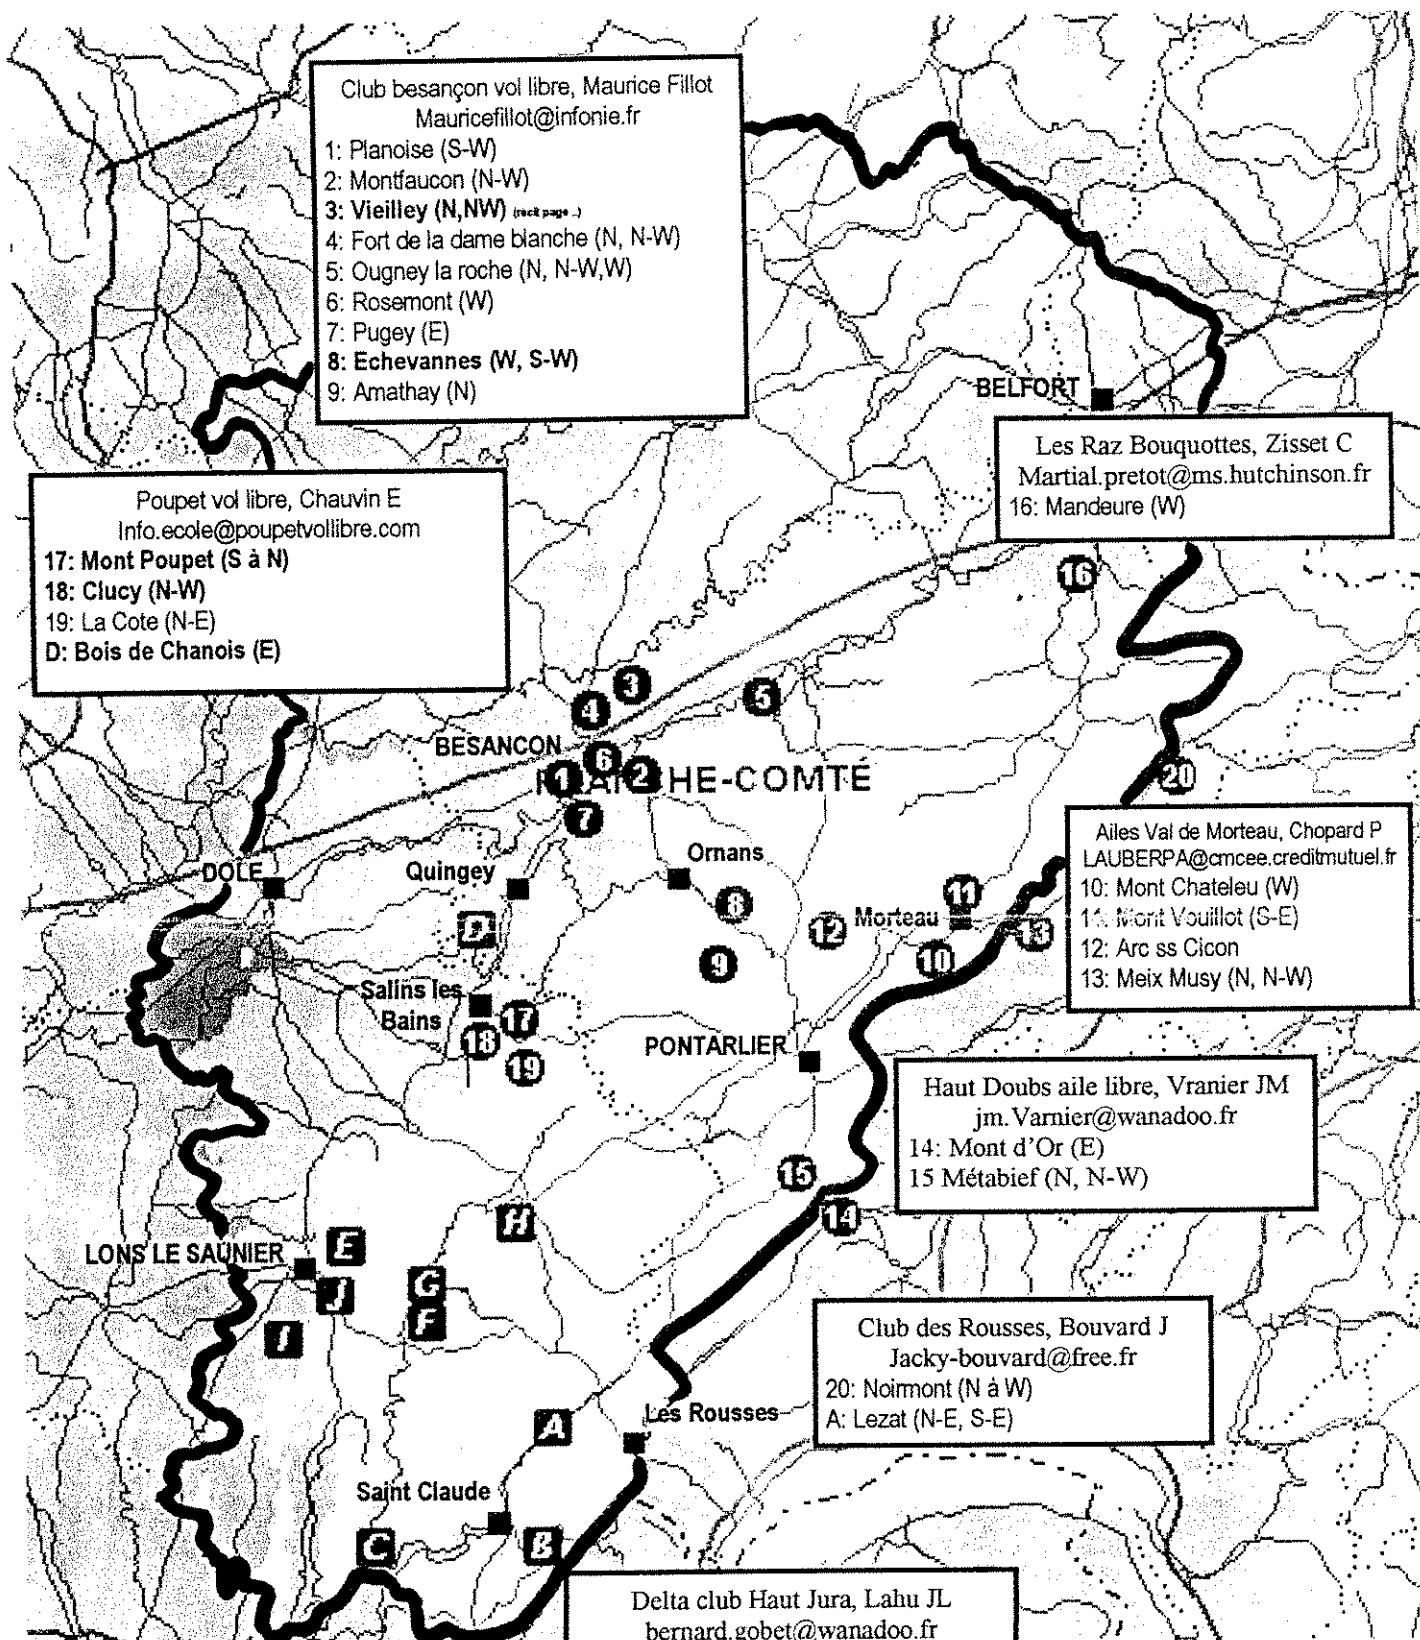 Club besançon vol libre, Maurice Fillot
Mauricefillot@infonie.fr
1: Planoise (S-W)
2: Montfaucon (N-W)
3: Vieilley (N,NW) (récit page ..)
4: Fort de la dame blanche (N, N-W)
5: Ougney la roche (N, N-W,W)
6: Rosemont (W)
7: Pugey (E)
8: Echevannes (W, S-W)
9: Amathay (N)
BELFORT
Les Raz Bouquottes, Zisset C
Martial.pretot@ms.hutchinson.fr
16: Mandeure (W)
Poupet vol libre, Chauvin E
Info.ecole@poupetvollibre.com
17: Mont Poupet (S à N)
18: Clucy (N-W)
19: La Cote (N-E)
D: Bois de Chanois (E)
16
3
4
5
BESANCON
6
1
2
HE-COMTÉ
20
7
Ailes Val de Morteau, Chopard P
LAUBERPA@cmcee.creditmutuel.fr
10: Mont Chateleu (W)
11: Mont Vouillot (S-E)
12: Arc ss Cicon
13: Meix Musy (N, N-W)
DOLE
Quingey
Ornans
8
11
Morteau
12
13
D
9
10
Salins les
Bains
17
18
19
PONTARLIER
Haut Doubs aile libre, Vranier JM
jm.Varnier@wanadoo.fr
14: Mont d'Or (E)
15 Métabief (N, N-W)
15
14
H
LONS LE SAUNIER
E
J
G
F
I
Club des Rousses, Bouvard J
Jacky-bouvard@free.fr
20: Noirmont (N à W)
A: Lezat (N-E, S-E)
Les Rousses
A
Saint Claude
C
B
Delta club Haut Jura, Lahu JL
bernard.gobet@wanadoo.fr